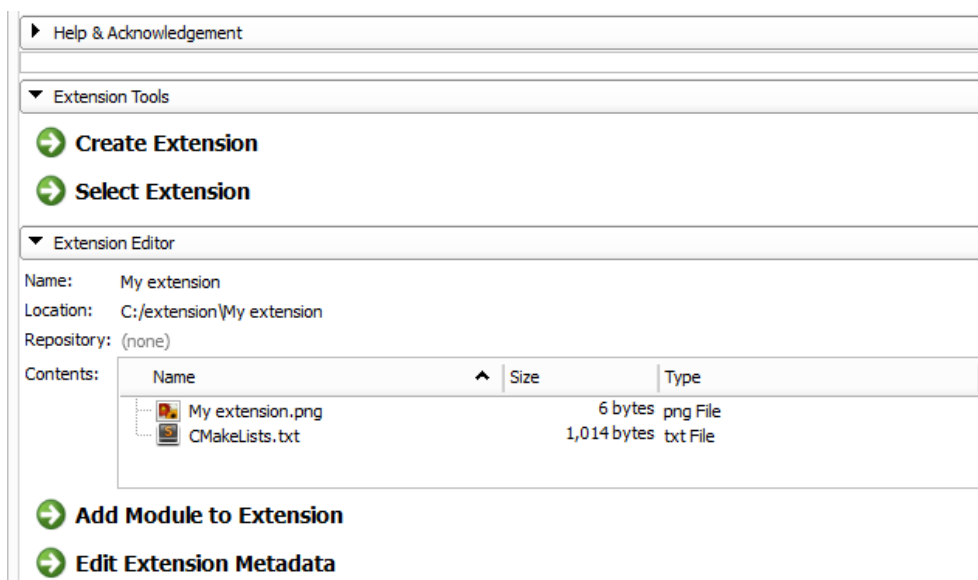 Help & Acknowledgement
Extension Tools
Create Extension
Select Extension
Extension Editor
Name: My extension
Location: C:/extension\My extension
Repository: (none)
Contents: Name Size Type
My extension.png 6 bytes png File
CMakeLists.txt 1,014 bytes txt File
Add Module to Extension
Edit Extension Metadata